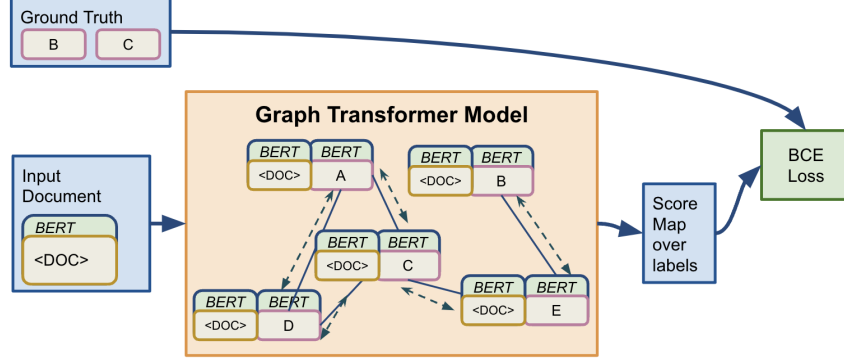 Ground Truth
B C
Graph Transformer Model
BERT BERT
<DOC> A
BERT BERT
<DOC> B
BCE
Loss
Input
Document
BERT
<DOC>
Score
Map
over
labels
BERT BERT
<DOC> C
BERT BERT
<DOC> D
BERT BERT
<DOC> E